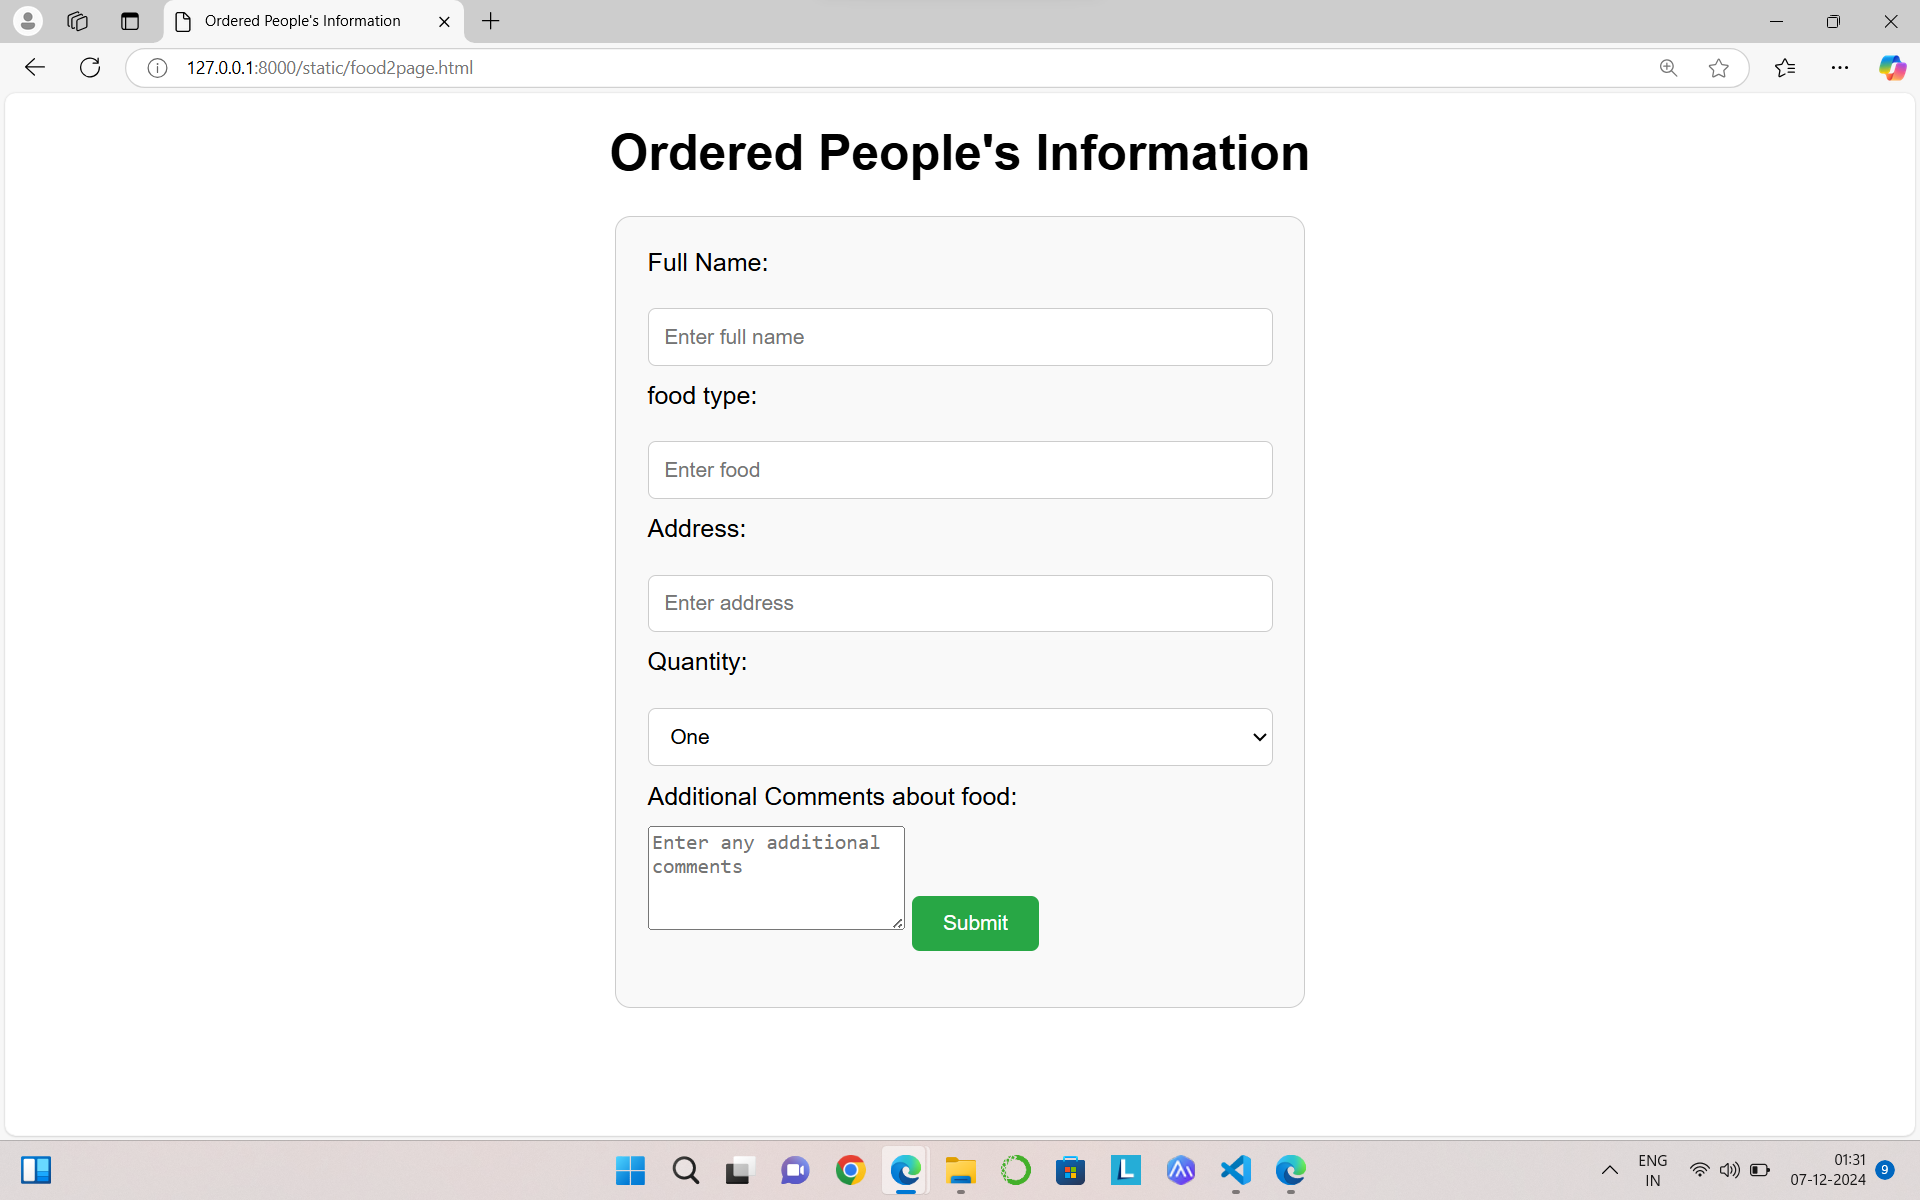 Ordered People's Information
127.0.0.1:8000/static/food2page.html
Ordered People's Information
Full Name:
Enter full name
food type:
Enter food
Address:
Enter address
Quantity:
One
Additional Comments about food:
Enter any additional
comments
Submit
ENG
IN
01:31
07-12-2024
9